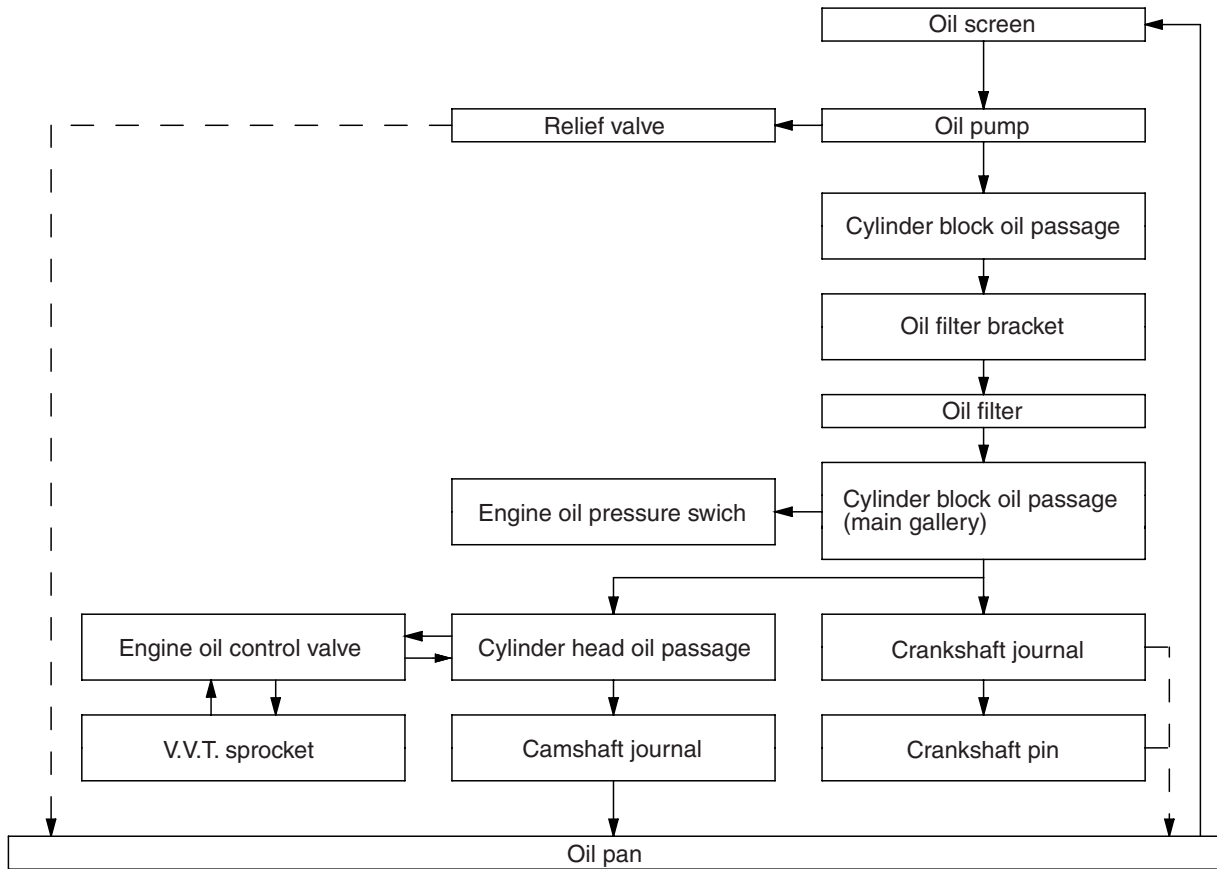 Oil screen
Relief valve
Oil pump
Cylinder block oil passage
Oil filter bracket
Oil filter
Engine oil pressure swich
Cylinder block oil passage
(main gallery)
Engine oil control valve
Cylinder head oil passage
Crankshaft journal
V.V.T. sprocket
Camshaft journal
Crankshaft pin
Oil pan